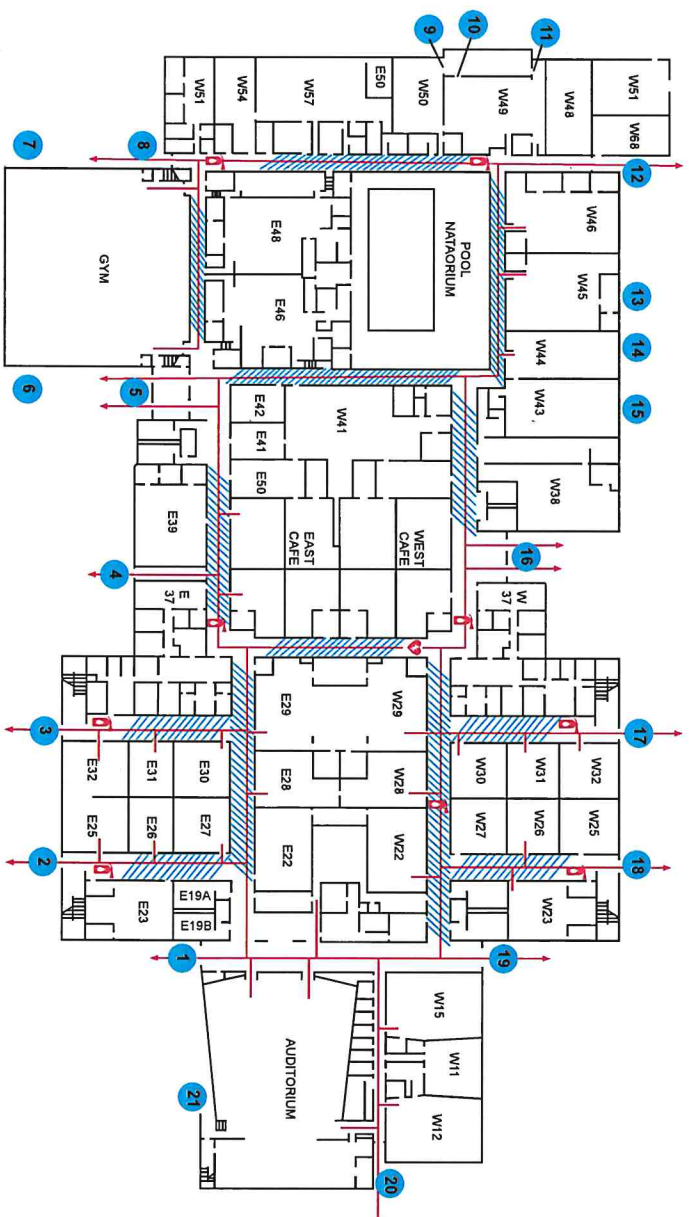 9
10
11
W51
W54
W57
E50
W50
W49
W48
W51
W68
7
8
12
GYM
E48
E46
POOL
NATAORIUM
W46
W45
W44
W43
W38
13
14
15
6
5
E42
E41
E50
W41
EAST
CAFE
WEST
CAFE
E39
4
E
37
16
W
37
3
E32
E31
E30
E29
W29
W30
W31
W32
17
E25
E26
E27
E28
W28
W27
W26
W25
2
18
E23
E19A
E19B
E22
W22
W23
1
19
AUDITORIUM
W15
W11
W12
21
20